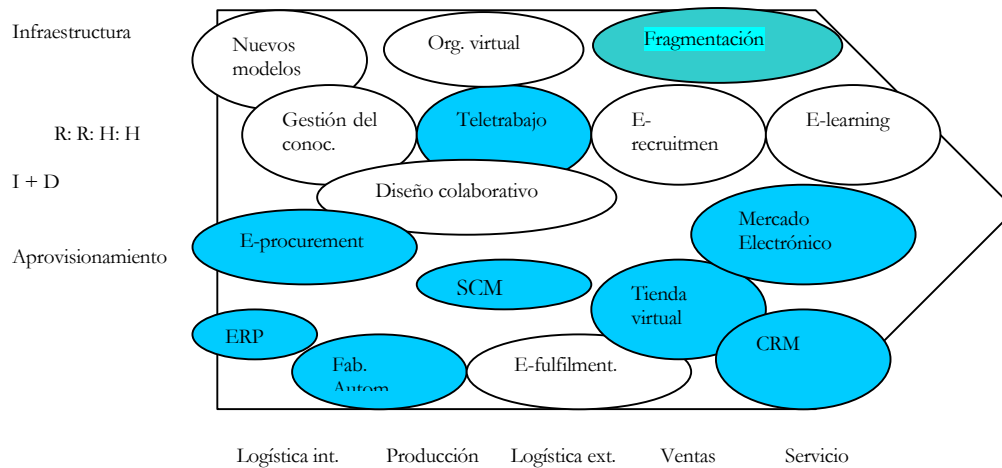 Infraestructura
Nuevos
modelos
Org. virtual
Fragmentación
R: R: H: H
Gestión del
conoc.
Teletrabajo
E-
recruitmen
E-learning
I + D
Diseño colaborativo
Aprovisionamiento
E-procurement
Mercado
Electrónico
SCM
Tienda
virtual
ERP
Fab.
Autom
E-fulfilment.
CRM
Logística int.
Producción
Logística ext.
Ventas
Servicio